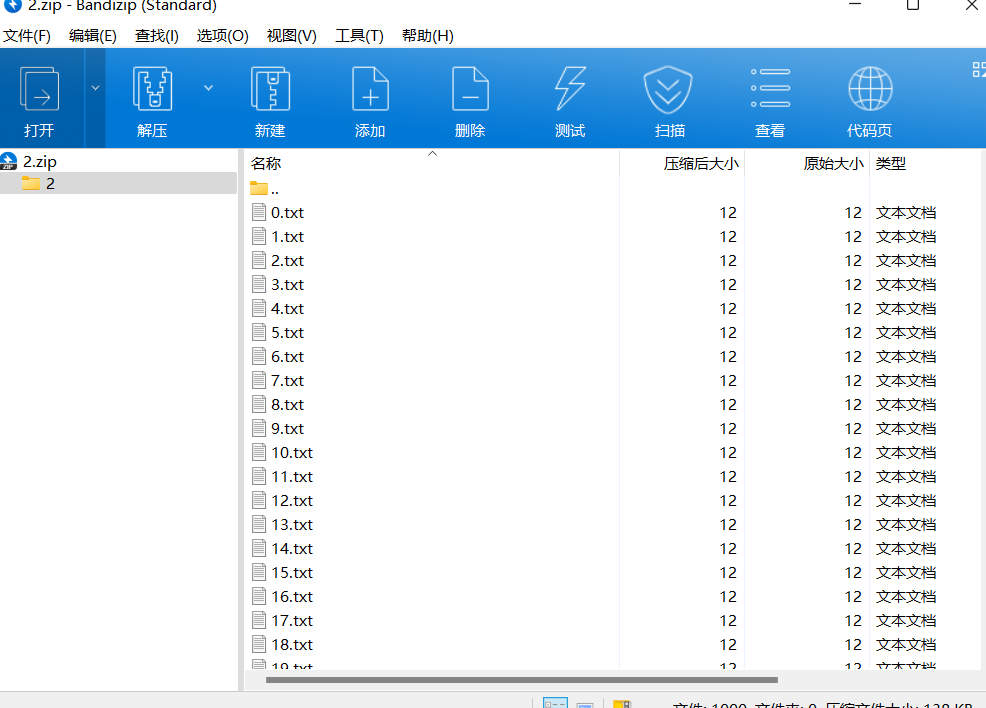 2.zip - Bandizip (Standard)
文件(F) 编辑(E) 查找(I) 选项(O) 视图(V) 工具(T) 帮助(H)
打开 解压 新建 添加 删除 测试 扫描 查看 代码页
2.zip
2
名称 压缩后大小 原始大小 类型
..
0.txt 12 12 文本文档
1.txt 12 12 文本文档
2.txt 12 12 文本文档
3.txt 12 12 文本文档
4.txt 12 12 文本文档
5.txt 12 12 文本文档
6.txt 12 12 文本文档
7.txt 12 12 文本文档
8.txt 12 12 文本文档
9.txt 12 12 文本文档
10.txt 12 12 文本文档
11.txt 12 12 文本文档
12.txt 12 12 文本文档
13.txt 12 12 文本文档
14.txt 12 12 文本文档
15.txt 12 12 文本文档
16.txt 12 12 文本文档
17.txt 12 12 文本文档
18.txt 12 12 文本文档
19.txt 12 12 文本文档
文件: 1000, 文件夹: 0, 压缩文件大小: 128 KB